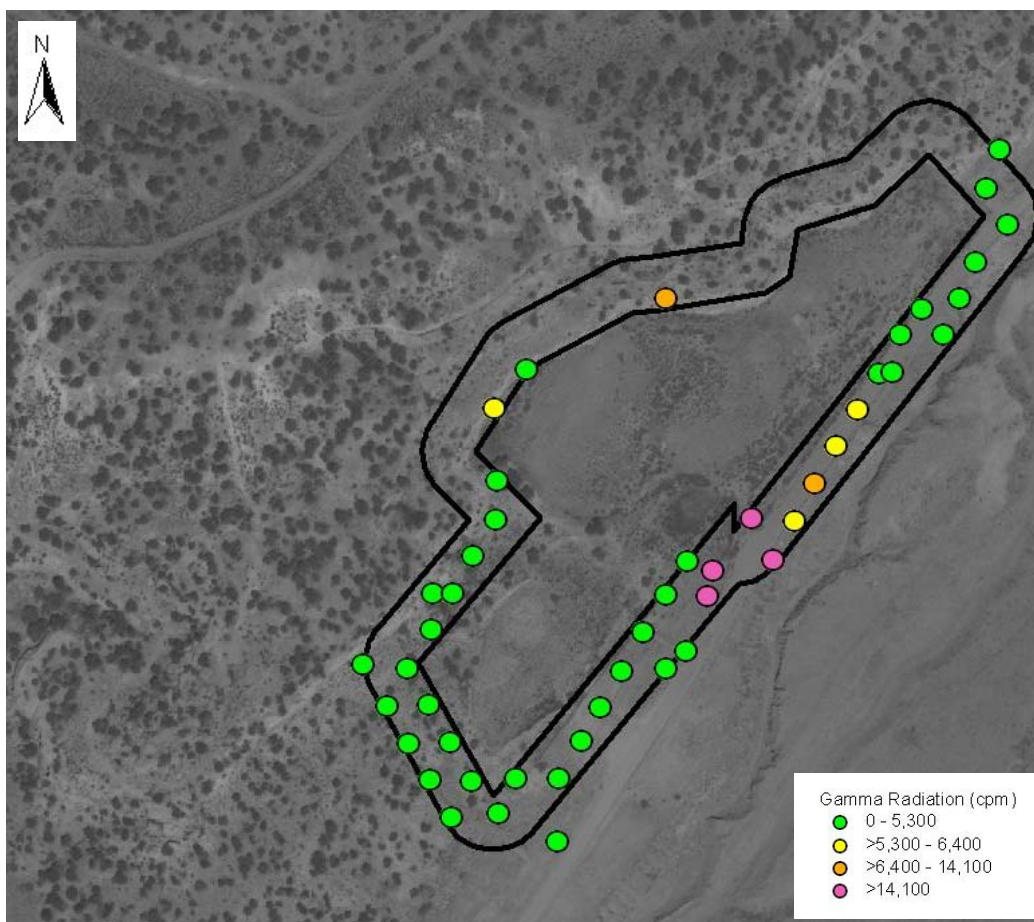 N
Gamma Radiation (cpm)
0 - 5,300
>5,300 - 6,400
>6,400 - 14,100
>14,100